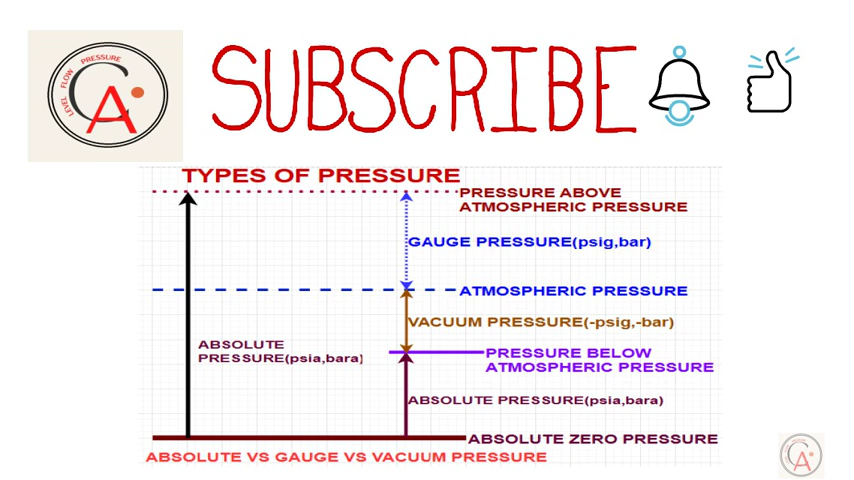 LEVEL FLOW PRESSURE
CA
SUBSCRIBE
TYPES OF PRESSURE
PRESSURE ABOVE
ATMOSPHERIC PRESSURE
GAUGE PRESSURE(psig,bar)
ATMOSPHERIC PRESSURE
VACUUM PRESSURE(-psig,-bar)
ABSOLUTE
PRESSURE(psia,bara)
PRESSURE BELOW
ATMOSPHERIC PRESSURE
ABSOLUTE PRESSURE(psia,bara)
ABSOLUTE ZERO PRESSURE
ABSOLUTE VS GAUGE VS VACUUM PRESSURE
CA